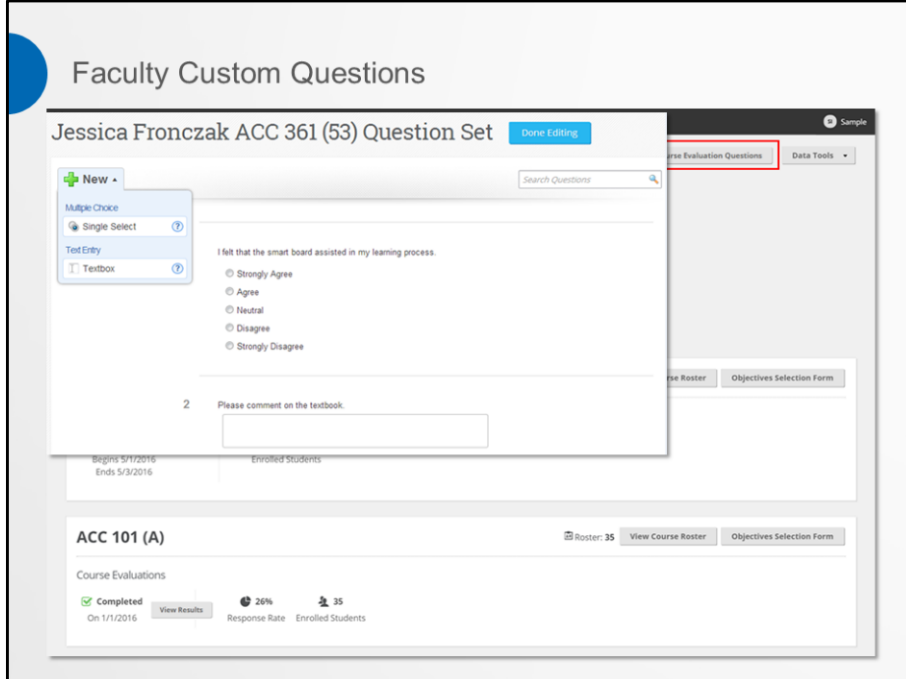 Faculty Custom Questions
Jessica Fronczak ACC 361 (53) Question Set
Done Editing
Sample
Evaluation Questions
Data Tools
New
Search Questions
Multiple Choice
Single Select
?
Text Entry
Textbox
?
I felt that the smart board assisted in my learning process.
Strongly Agree
Agree
Neutral
Disagree
Strongly Disagree
Roster
Objectives Selection Form
2
Please comment on the textbook.
Begins 5/1/2016
Enrolled Students
Ends 5/3/2016
ACC 101 (A)
Roster: 35
View Course Roster
Objectives Selection Form
Course Evaluations
Completed
On 1/1/2016
View Results
26%
Response Rate
35
Enrolled Students